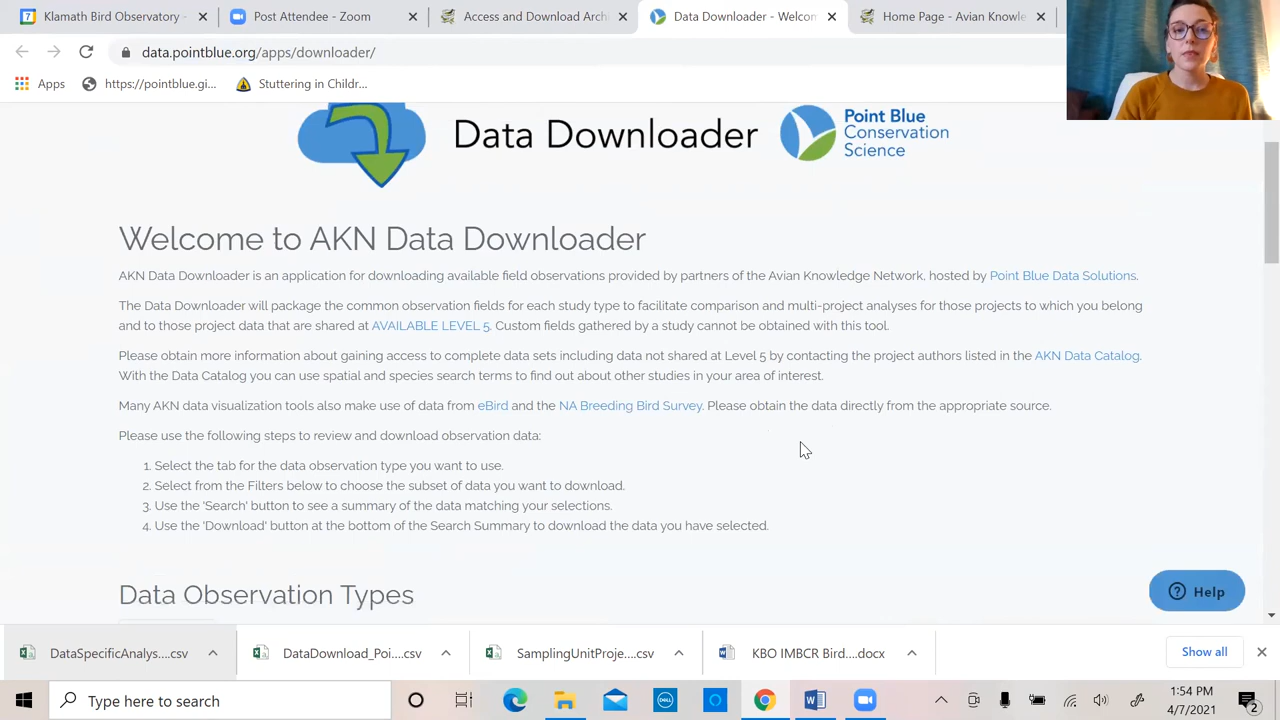 7 Klamath Bird Observatory -
Post Attendee - Zoom
Access and Download Arch
Data Downloader - Welcom
Home Page - Avian Knowle
data.pointblue.org/apps/downloader/
Apps
https://pointblue.gi...
Stuttering in Childr...
Data Downloader
Point Blue
Conservation
Science
Welcome to AKN Data Downloader
AKN Data Downloader is an application for downloading available field observations provided by partners of the Avian Knowledge Network, hosted by Point Blue Data Solutions.
The Data Downloader will package the common observation fields for each study type to facilitate comparison and multi-project analyses for those projects to which you belong
and to those project data that are shared at AVAILABLE LEVEL 5. Custom fields gathered by a study cannot be obtained with this tool.
Please obtain more information about gaining access to complete data sets including data not shared at Level 5 by contacting the project authors listed in the AKN Data Catalog.
With the Data Catalog you can use spatial and species search terms to find out about other studies in your area of interest.
Many AKN data visualization tools also make use of data from eBird and the NA Breeding Bird Survey. Please obtain the data directly from the appropriate source.
Please use the following steps to review and download observation data:
1. Select the tab for the data observation type you want to use.
2. Select from the Filters below to choose the subset of data you want to download.
3. Use the 'Search' button to see a summary of the data matching your selections.
4. Use the 'Download' button at the bottom of the Search Summary to download the data you have selected.
Data Observation Types
? Help
DataSpecificAnalys....csv
DataDownload_Poi....csv
SamplingUnitProje....csv
KBO IMBCR Bird....docx
Show all
Type here to search
DELL
1:54 PM
4/7/2021
2